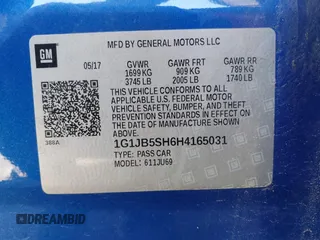 GM
MFD BY GENERAL MOTORS LLC
05/17 GVWR GAWR FRT GAWR RR
1699 KG 909 KG 789 KG
3745 LB 2005 LB 1740 LB
THIS VEHICLE CONFORMS TO ALL
APPLICABLE U.S. FEDERAL MOTOR
VEHICLE SAFETY, BUMPER, AND THEFT
PREVENTION STANDARDS IN EFFECT ON
THE DATE OF MANUFACTURE SHOWN ABOVE.
386A
1G1JB5SH6H4165031
TYPE: PASS CAR
MODEL: 611JU69
DREAMBID